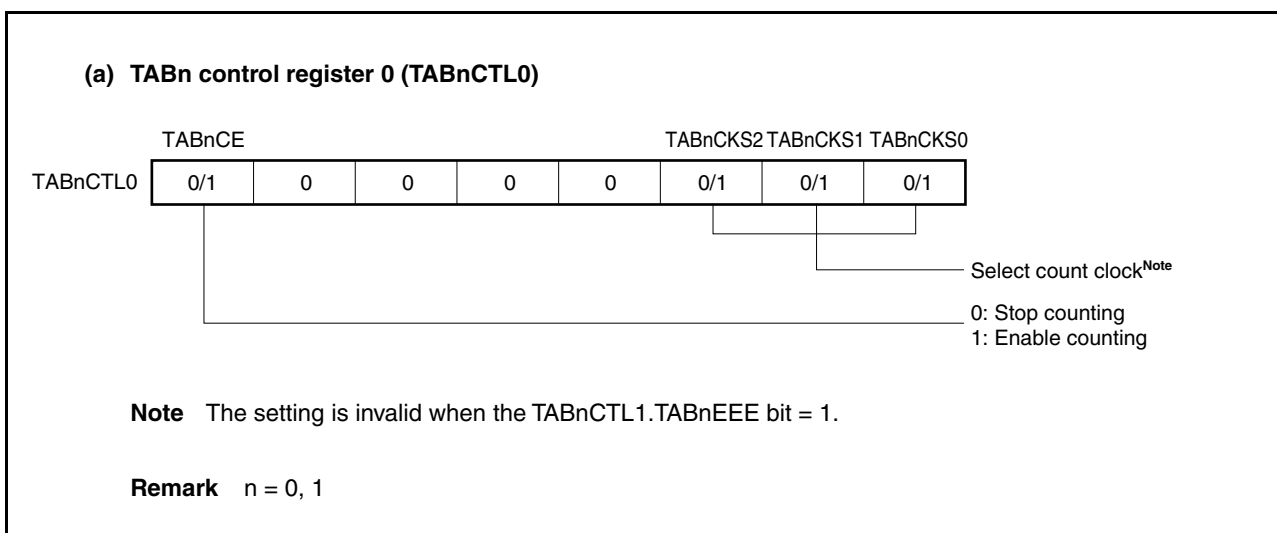 (a) TABn control register 0 (TABnCTL0)
TABnCE TABnCKS2 TABnCKS1 TABnCKS0
TABnCTL0 0/1 0 0 0 0 0/1 0/1 0/1
Select count clockNote
0: Stop counting
1: Enable counting
Note The setting is invalid when the TABnCTL1.TABnEEE bit = 1.
Remark n = 0, 1